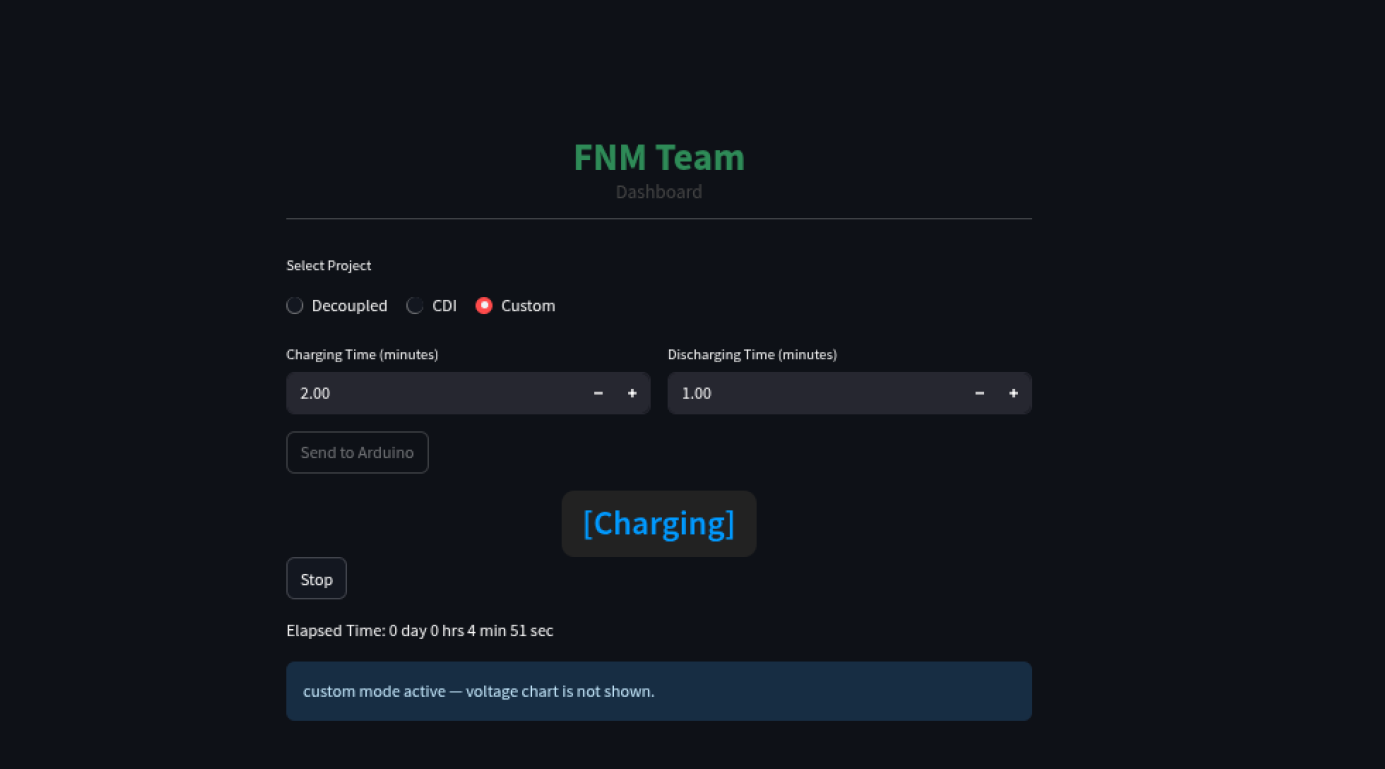 FNM Team
Dashboard
Select Project
Decoupled CDI Custom
Charging Time (minutes) Discharging Time (minutes)
2.00 − + 1.00 − +
Send to Arduino
[Charging]
Stop
Elapsed Time: 0 day 0 hrs 4 min 51 sec
custom mode active — voltage chart is not shown.